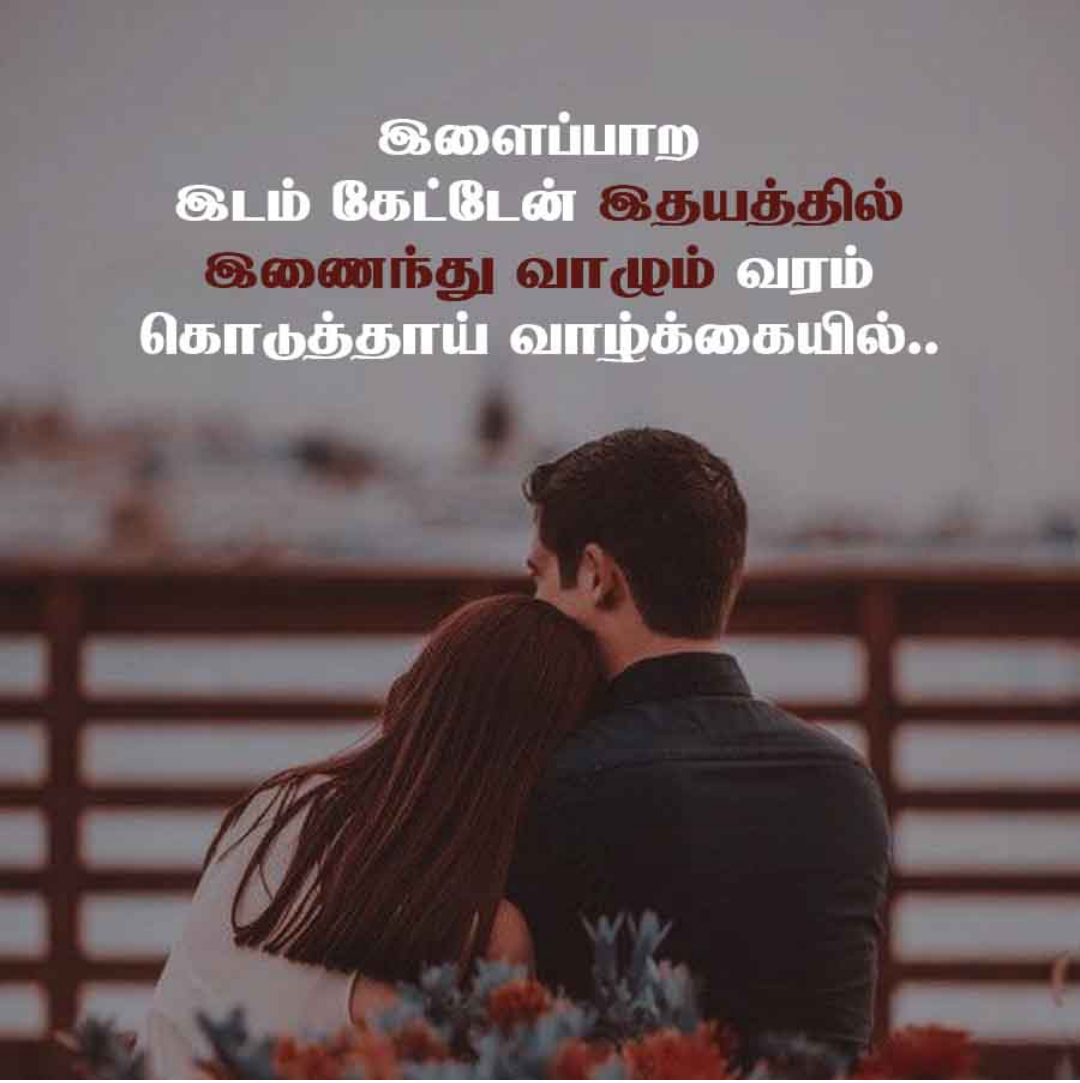 இளைப்பாற
இடம் கேட்டேன் இதயத்தில்
இணைந்து வாழும் வரம்
கொடுத்தாய் வாழ்க்கையில்..